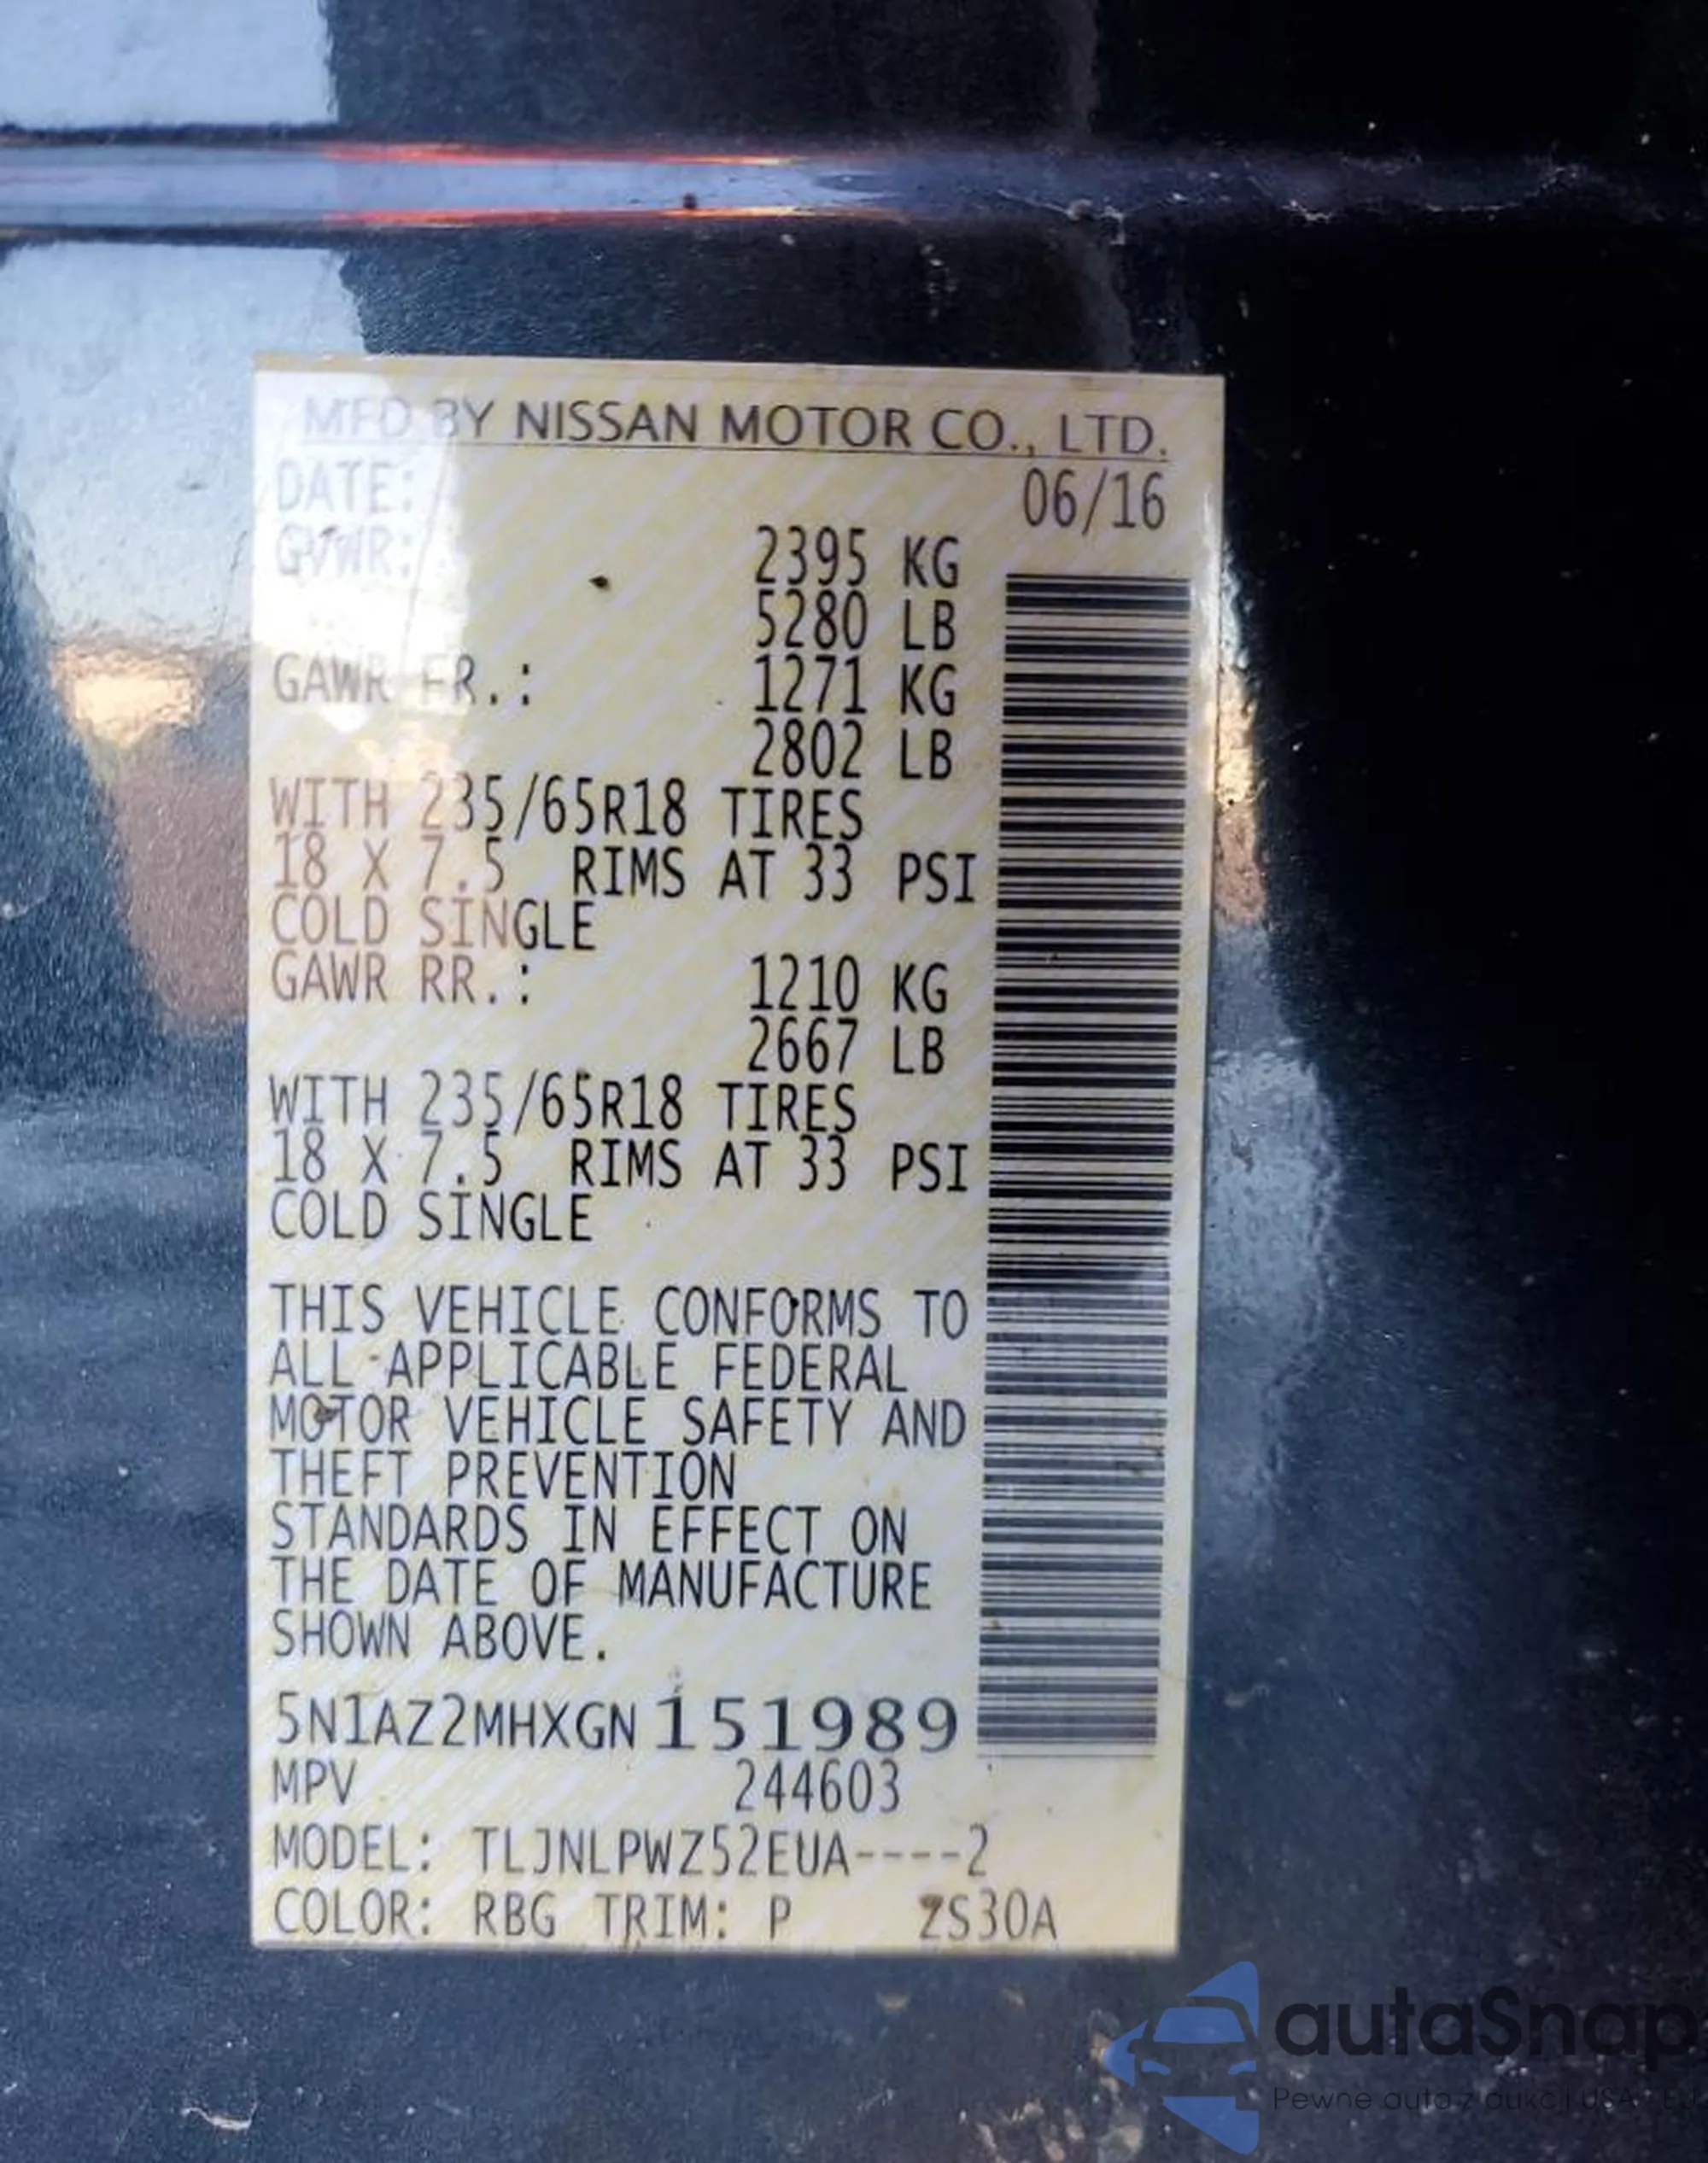 MFD BY NISSAN MOTOR CO., LTD.
DATE: 06/16
GVWR: 2395 KG
5280 LB
GAWR FR.: 1271 KG
2802 LB
WITH 235/65R18 TIRES
18 X 7.5 RIMS AT 33 PSI
COLD SINGLE
GAWR RR.: 1210 KG
2667 LB
WITH 235/65R18 TIRES
18 X 7.5 RIMS AT 33 PSI
COLD SINGLE
THIS VEHICLE CONFORMS TO
ALL APPLICABLE FEDERAL
MOTOR VEHICLE SAFETY AND
THEFT PREVENTION
STANDARDS IN EFFECT ON
THE DATE OF MANUFACTURE
SHOWN ABOVE.
5N1AZ2MHXGN151989
MPV 244603
MODEL: TLJNLPWZ52EUA----2
COLOR: RBG TRIM: P ZS30A
autaSnap
Pewne auto z aukcji USA